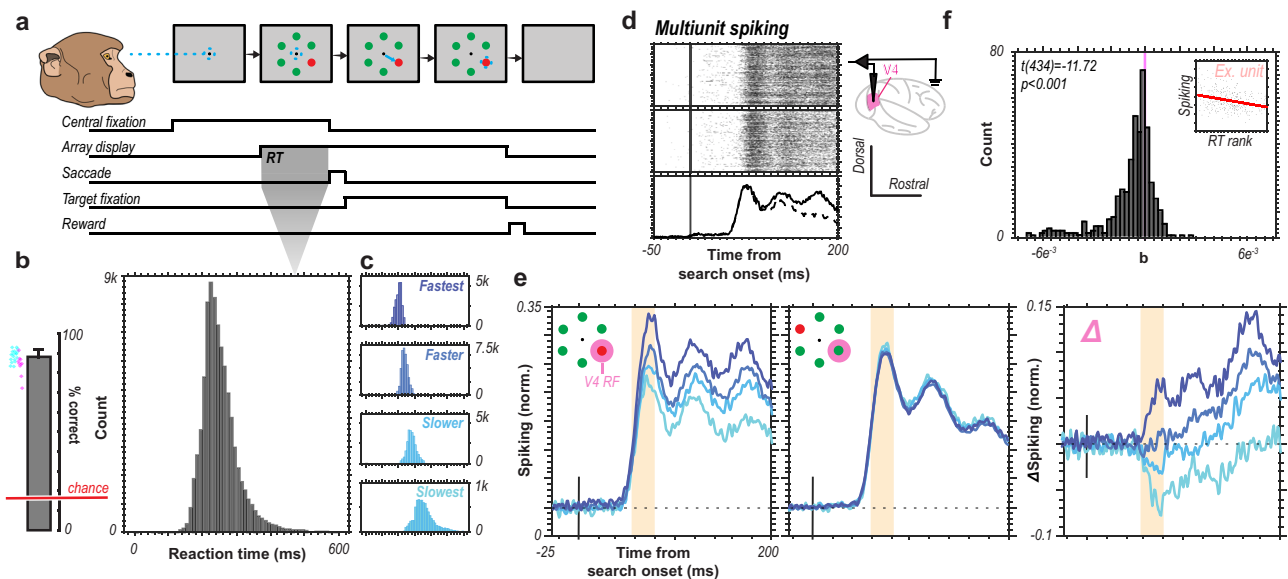 a
Central fixation
Array display
RT
Saccade
Target fixation
Reward
b
100
% correct
chance
0
9k
Count
0
0
600
Reaction time (ms)
c
Fastest
5k
0
Faster
7.5k
0
Slower
5k
0
Slowest
1k
0
d
Multiunit spiking
V4
Dorsal
Rostral
-50
200
Time from
search onset (ms)
e
0.35
Spiking (norm.)
0
V4 RF
-25
200
Time from
search onset (ms)
0.15
Δ
ΔSpiking (norm.)
-0.1
f
80
t(434)=-11.72
p<0.001
Count
0
-6e-3
b
6e-3
Ex. unit
Spiking
RT rank